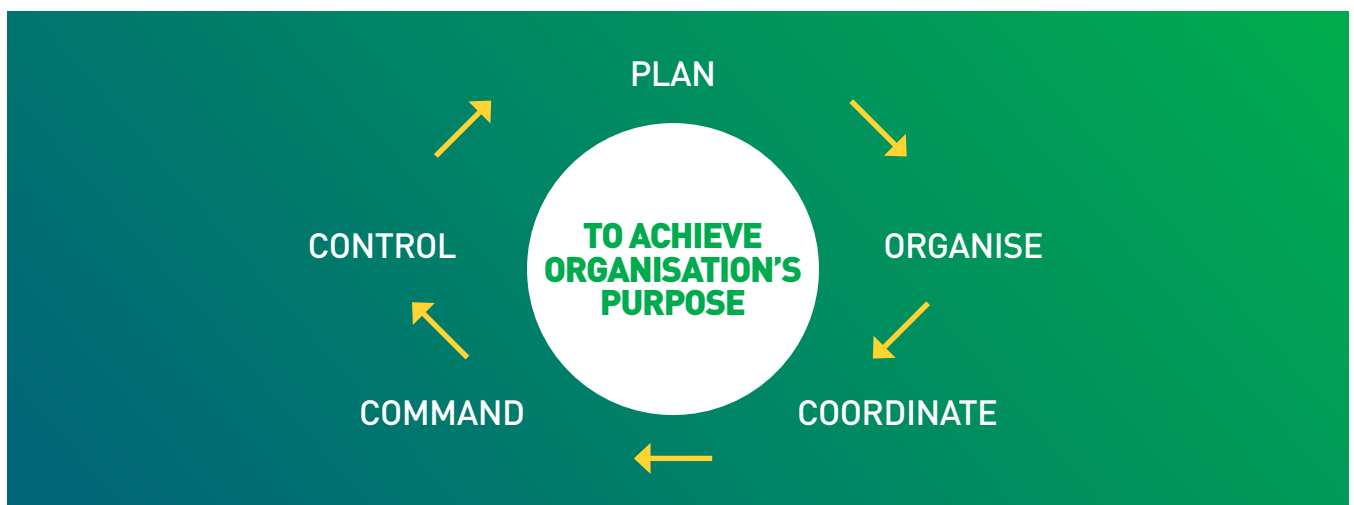 PLAN
ORGANISE
COORDINATE
COMMAND
CONTROL
TO ACHIEVE
ORGANISATION'S
PURPOSE